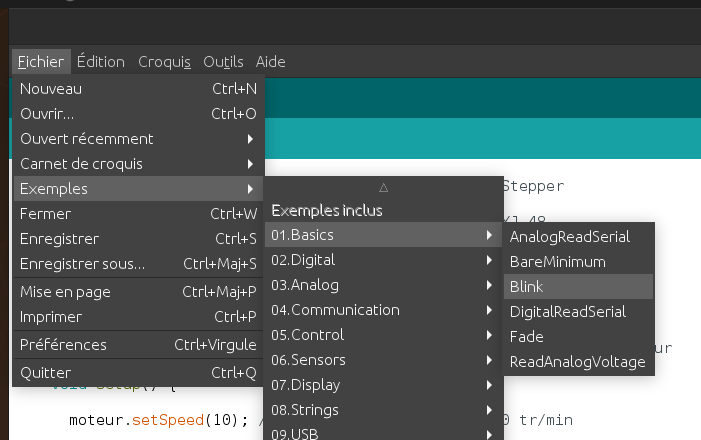 Fichier Édition Croquis Outils Aide
Nouveau Ctrl+N
Ouvrir... Ctrl+O
Ouvert récemment
Carnet de croquis
Exemples
Fermer Ctrl+W
Enregistrer Ctrl+S
Enregistrer sous... Ctrl+Maj+S
Mise en page Ctrl+Maj+P
Imprimer Ctrl+P
Préférences Ctrl+Virgule
Quitter Ctrl+Q
Exemples inclus
01.Basics
02.Digital
03.Analog
04.Communication
05.Control
06.Sensors
07.Display
08.Strings
09.USB
AnalogReadSerial
BareMinimum
Blink
DigitalReadSerial
Fade
ReadAnalogVoltage
Stepper
ur
moteur.setSpeed(10); /
0 tr/min